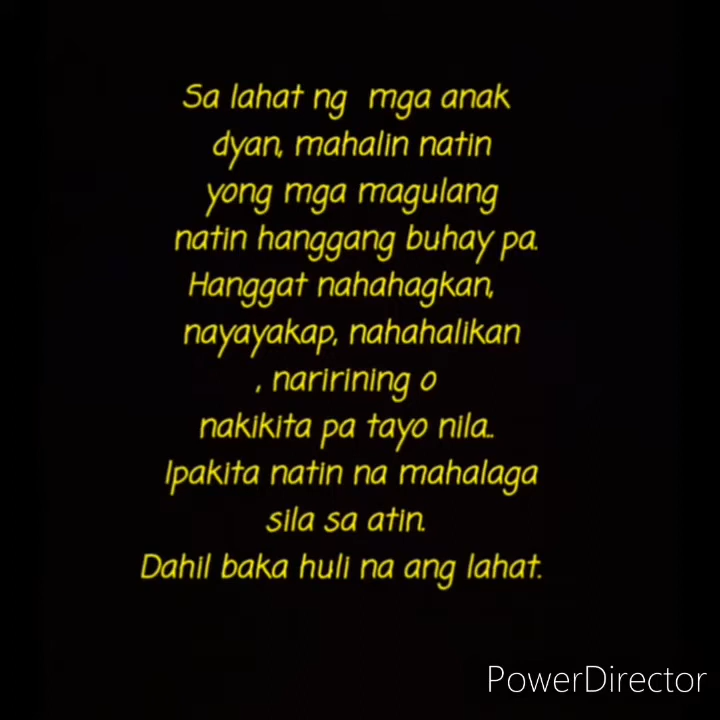 Sa lahat ng  mga anak
dyan, mahalin natin
yong mga magulang
natin hanggang buhay pa.
Hanggat nahahagkan,
nayayakap, nahahalikan
, naririning o
nakikita pa tayo nila..
Ipakita natin na mahalaga
sila sa atin.
Dahil baka huli na ang lahat.
PowerDirector